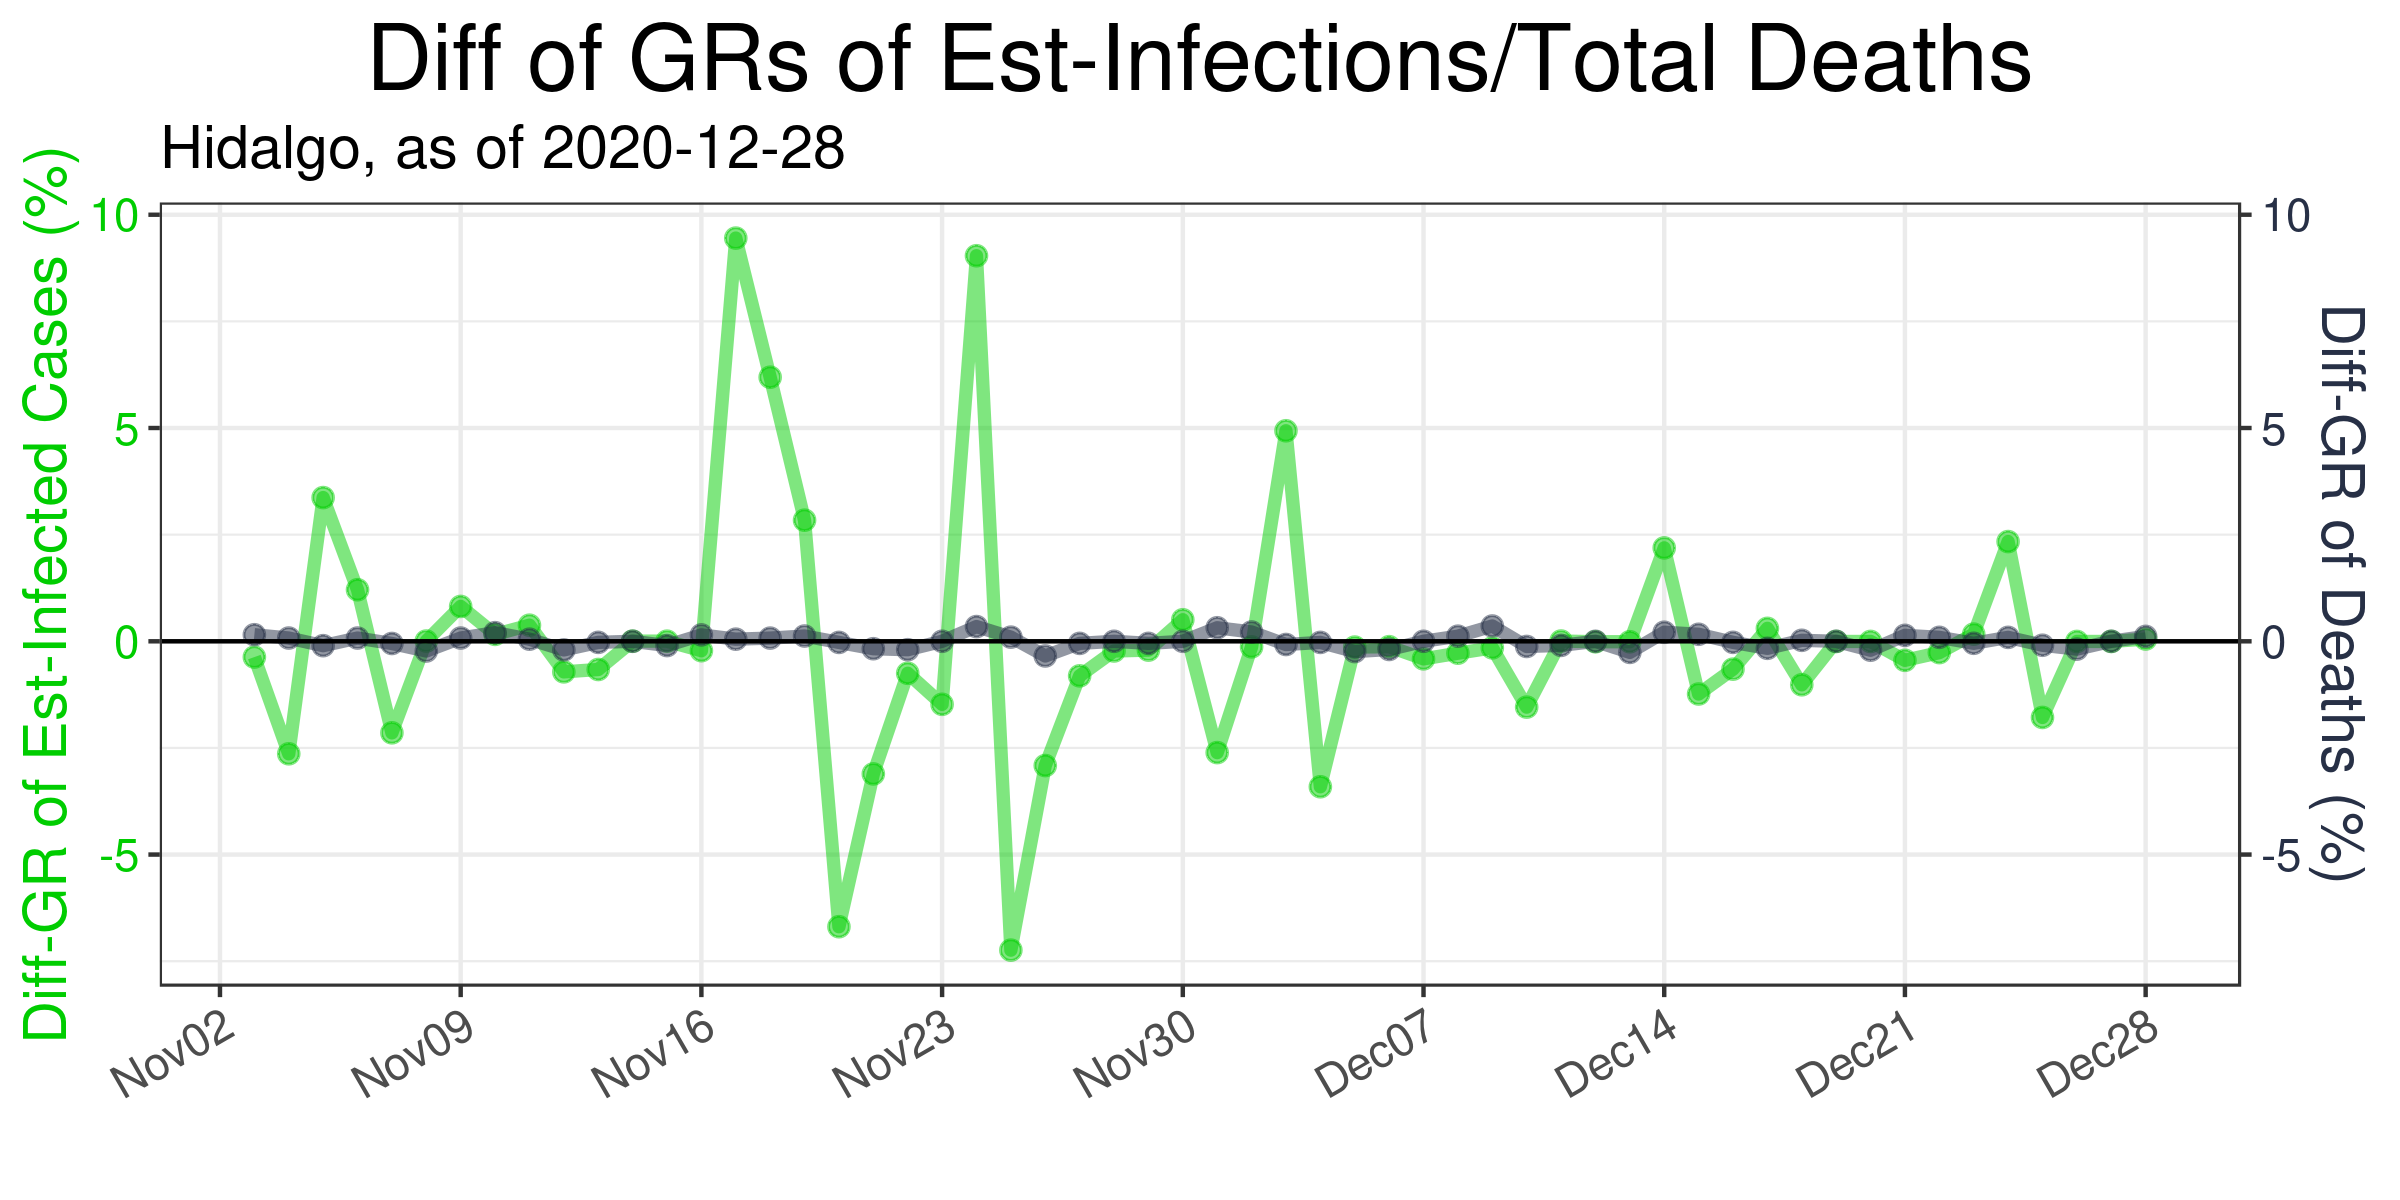 Diff of GRs of Est-Infections/Total Deaths
Hidalgo, as of 2020-12-28
Diff-GR of Est-Infected Cases (%)
10
5
0
-5
10
5
0
-5
Diff-GR of Deaths (%)
Nov02
Nov09
Nov16
Nov23
Nov30
Dec07
Dec14
Dec21
Dec28